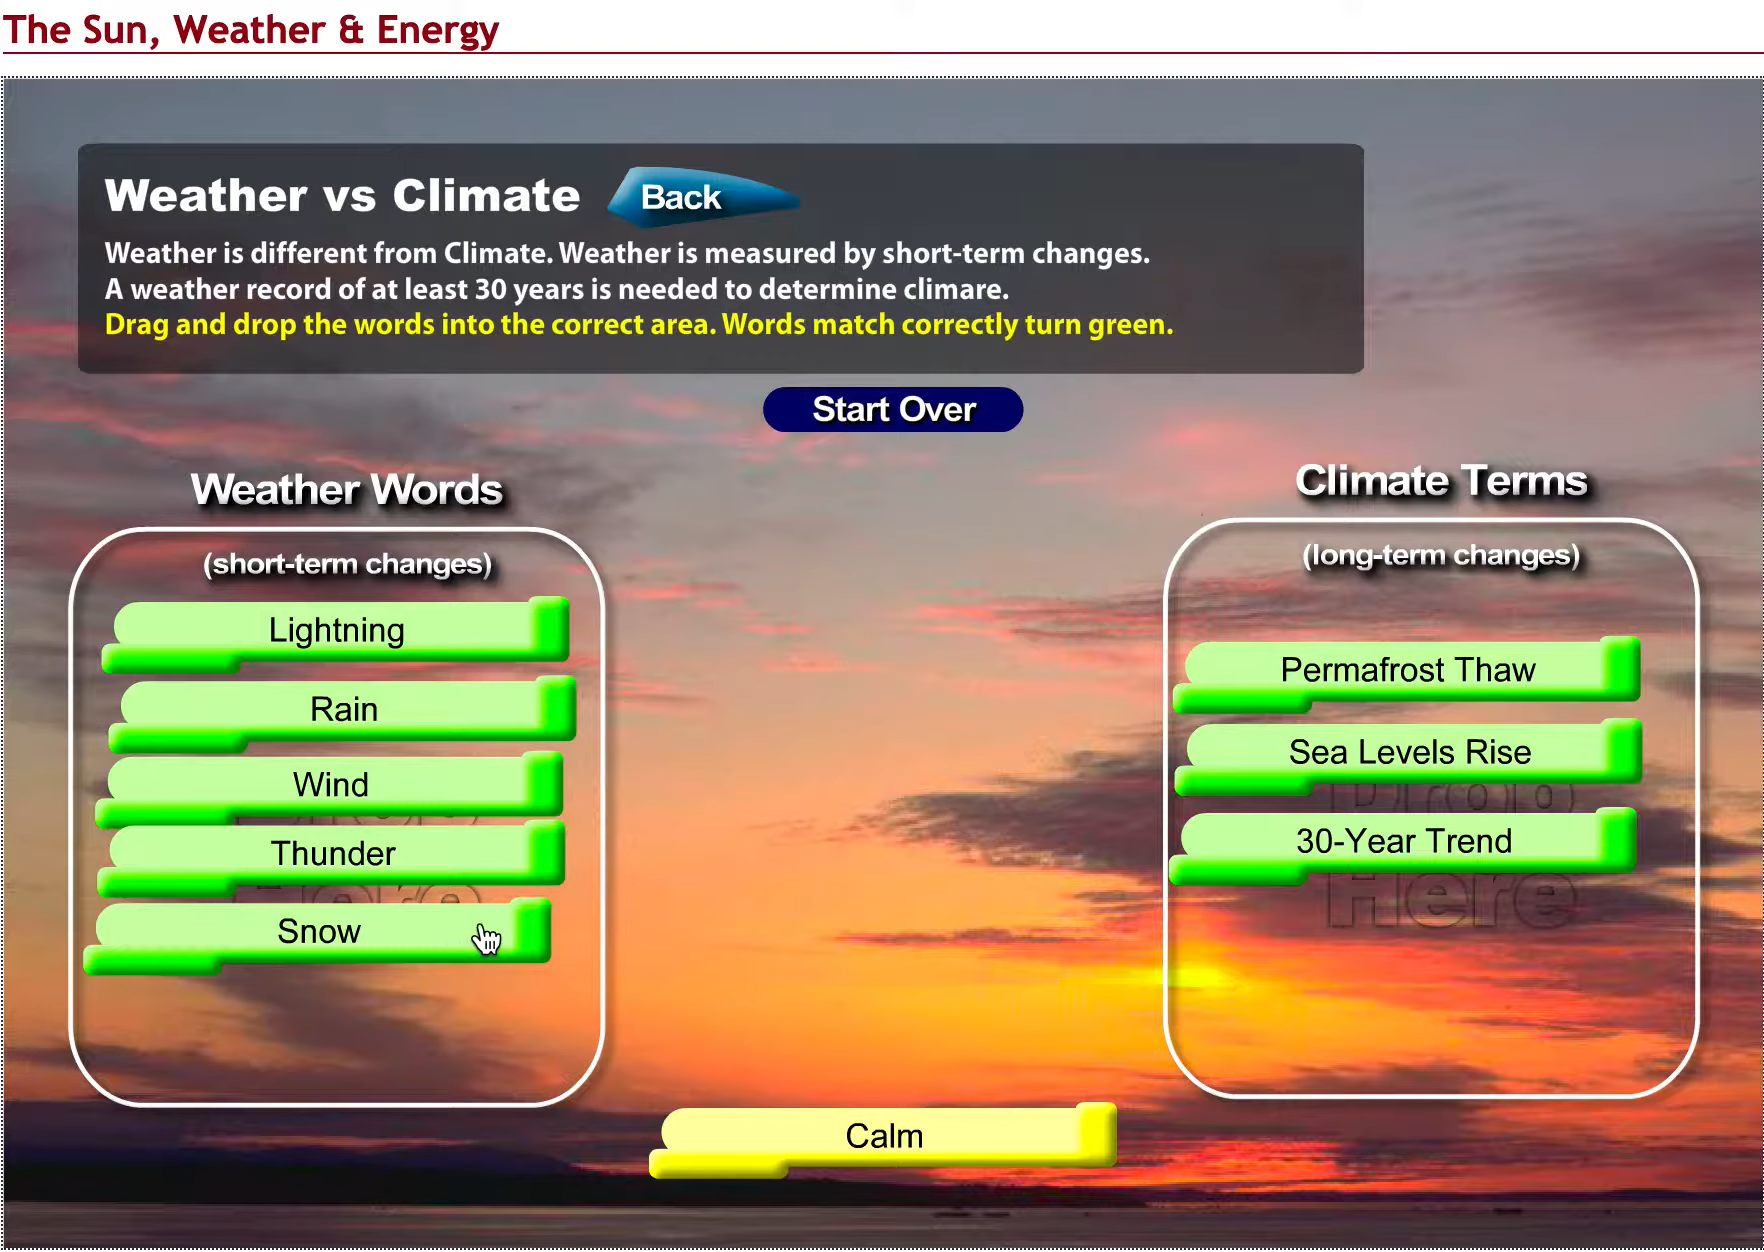 The Sun, Weather & Energy
Weather vs Climate
Back
Weather is different from Climate. Weather is measured by short-term changes.
A weather record of at least 30 years is needed to determine climare.
Drag and drop the words into the correct area. Words match correctly turn green.
Start Over
Weather Words
(short-term changes)
Lightning
Rain
Wind
Drop
Thunder
Here
Snow
Climate Terms
(long-term changes)
Permafrost Thaw
Sea Levels Rise
Drop
30-Year Trend
Here
Calm